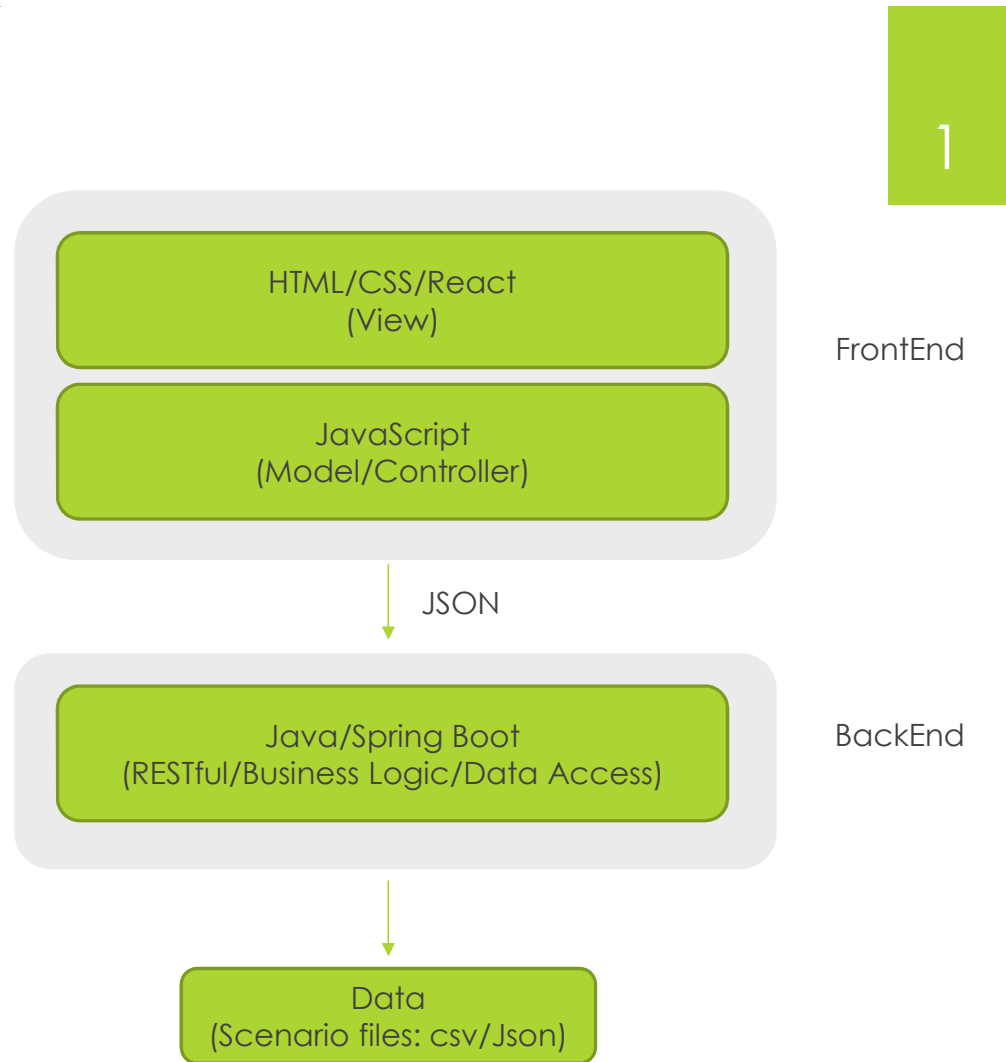 1
HTML/CSS/React
(View)
FrontEnd
JavaScript
(Model/Controller)
JSON
Java/Spring Boot
(RESTful/Business Logic/Data Access)
BackEnd
Data
(Scenario files: csv/Json)